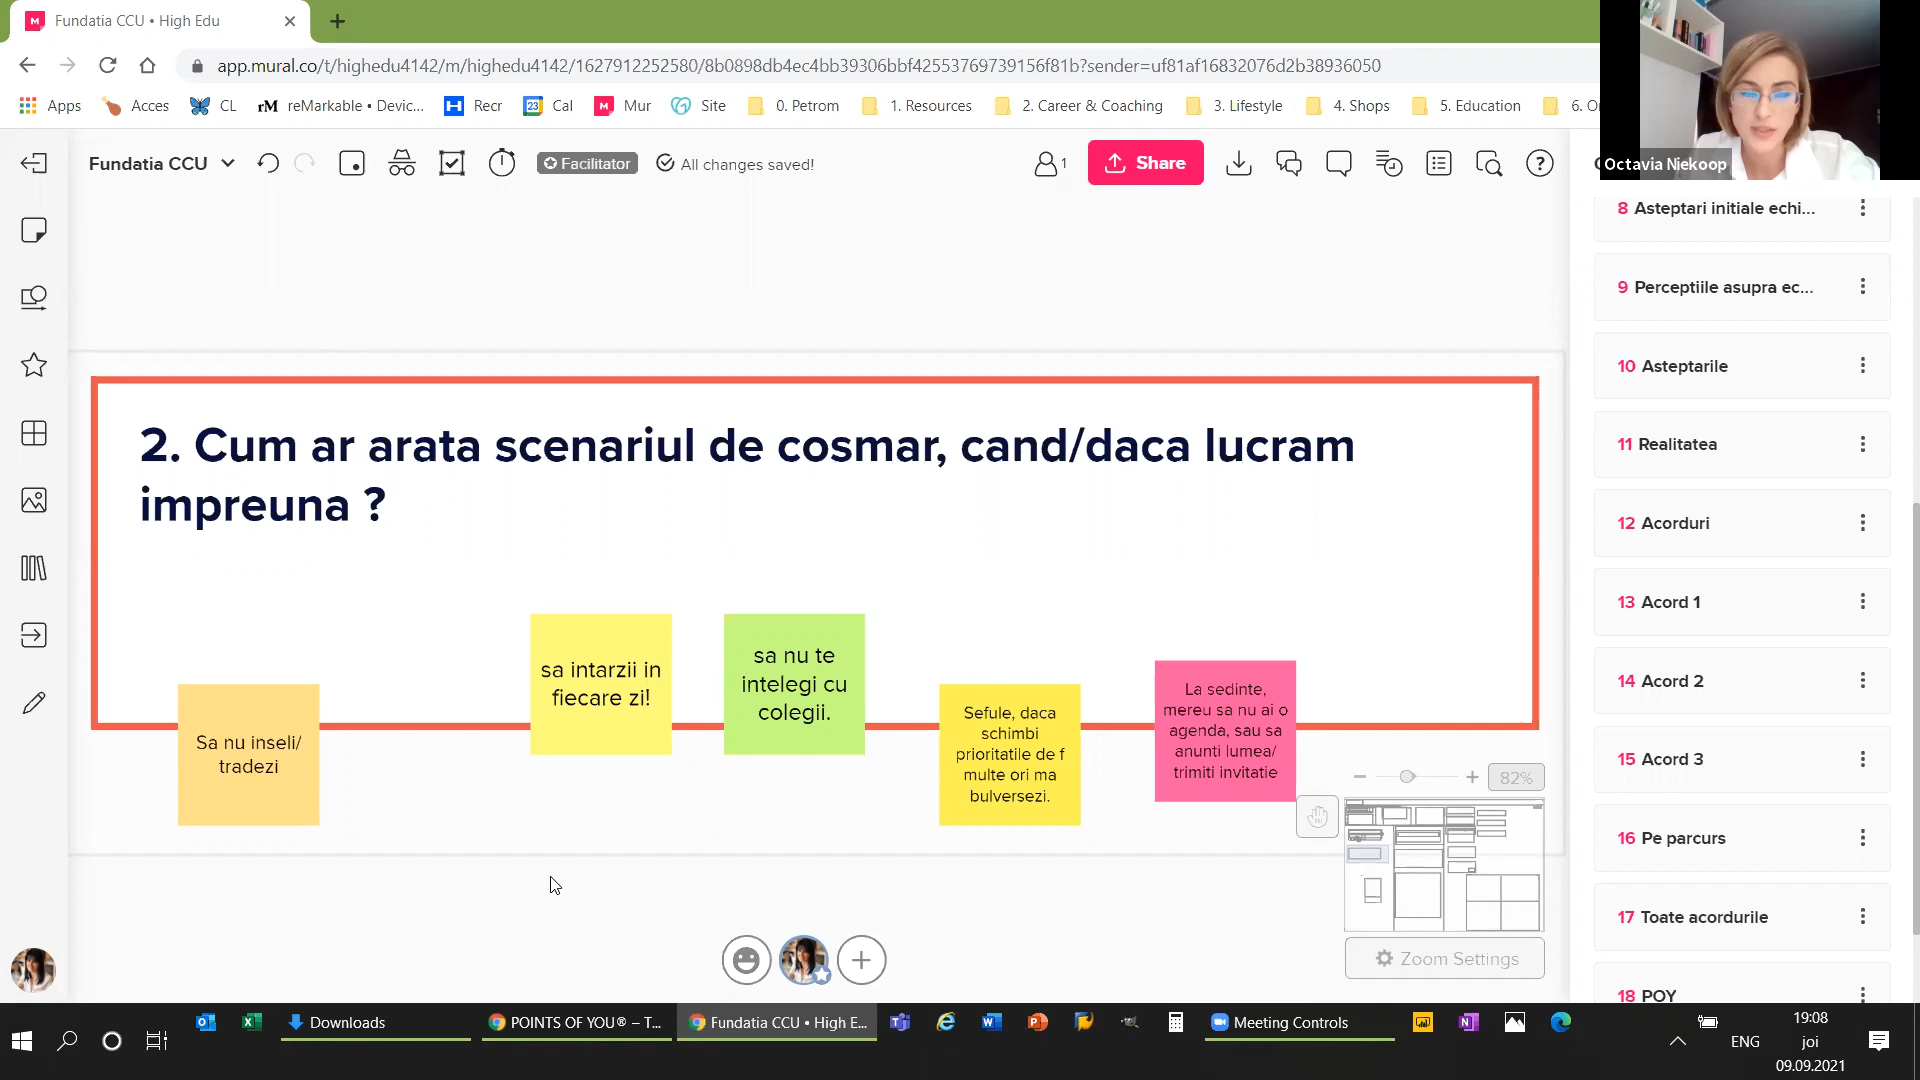 Fundatia CCU • High Edu
app.mural.co/t/highedu4142/m/highedu4142/1627912252580/8b0898db4ec4bb39306bbf42553769739156f81b?sender=uf81af16832076d2b38936050
Apps
Acces
CL
rM reMarkable • Devic...
Recr
23 Cal
Mur
Site
0. Petrom
1. Resources
2. Career & Coaching
3. Lifestyle
4. Shops
5. Education
6. O
Octavia Niekoop
Fundatia CCU
Facilitator
All changes saved!
1
Share
8 Asteptari initiale echi...
9 Perceptiile asupra ec...
10 Asteptarile
11 Realitatea
12 Acorduri
13 Acord 1
14 Acord 2
15 Acord 3
16 Pe parcurs
17 Toate acordurile
18 POY
2. Cum ar arata scenariul de cosmar, cand/daca lucram
impreuna ?
Sa nu inseli/
tradezi
sa intarzii in
fiecare zi!
sa nu te
intelegi cu
colegii.
Sefule, daca
schimbi
prioritatile de f
multe ori ma
bulversezi.
La sedinte,
mereu sa nu ai o
agenda, sau sa
anunti lumea/
trimiti invitatie
82%
Zoom Settings
Downloads
POINTS OF YOU® – T...
Fundatia CCU • High E...
Meeting Controls
ENG
19:08
joi
09.09.2021